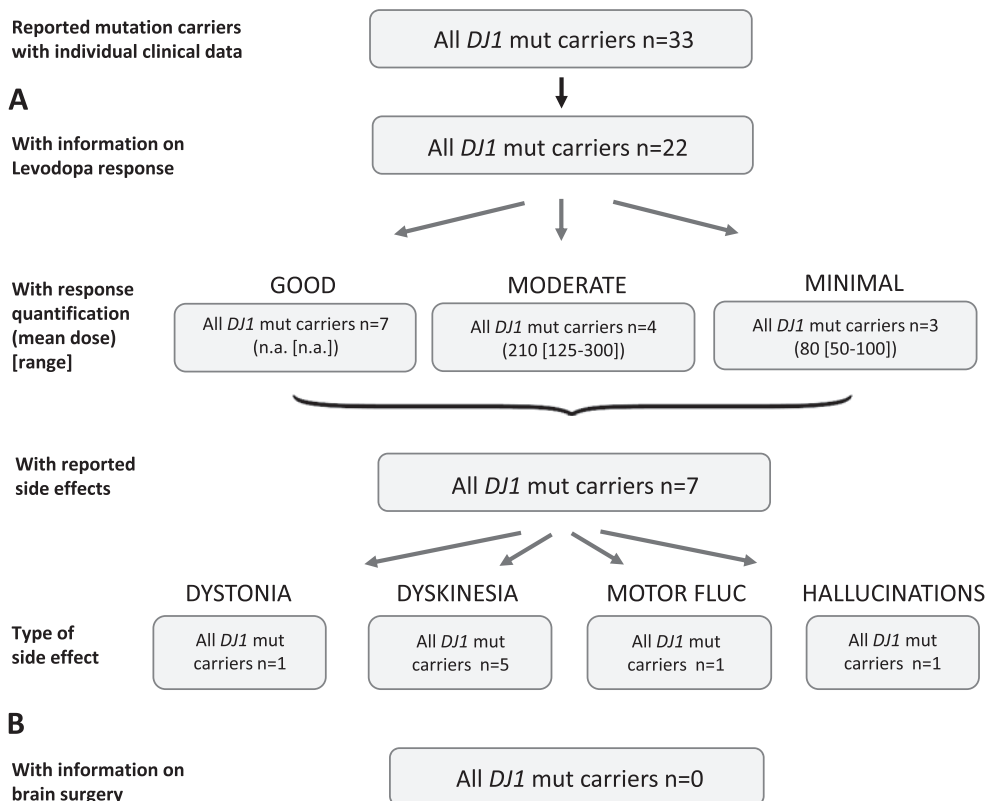 Reported mutation carriers
with individual clinical data
All DJ1 mut carriers n=33
A
With information on
Levodopa response
All DJ1 mut carriers n=22
With response
quantification
(mean dose)
[range]
GOOD
All DJ1 mut carriers n=7
(n.a. [n.a.])
MODERATE
All DJ1 mut carriers n=4
(210 [125-300])
MINIMAL
All DJ1 mut carriers n=3
(80 [50-100])
With reported
side effects
All DJ1 mut carriers n=7
Type of
side effect
DYSTONIA
All DJ1 mut
carriers n=1
DYSKINESIA
All DJ1 mut
carriers n=5
MOTOR FLUC
All DJ1 mut
carriers n=1
HALLUCINATIONS
All DJ1 mut
carriers n=1
B
With information on
brain surgery
All DJ1 mut carriers n=0